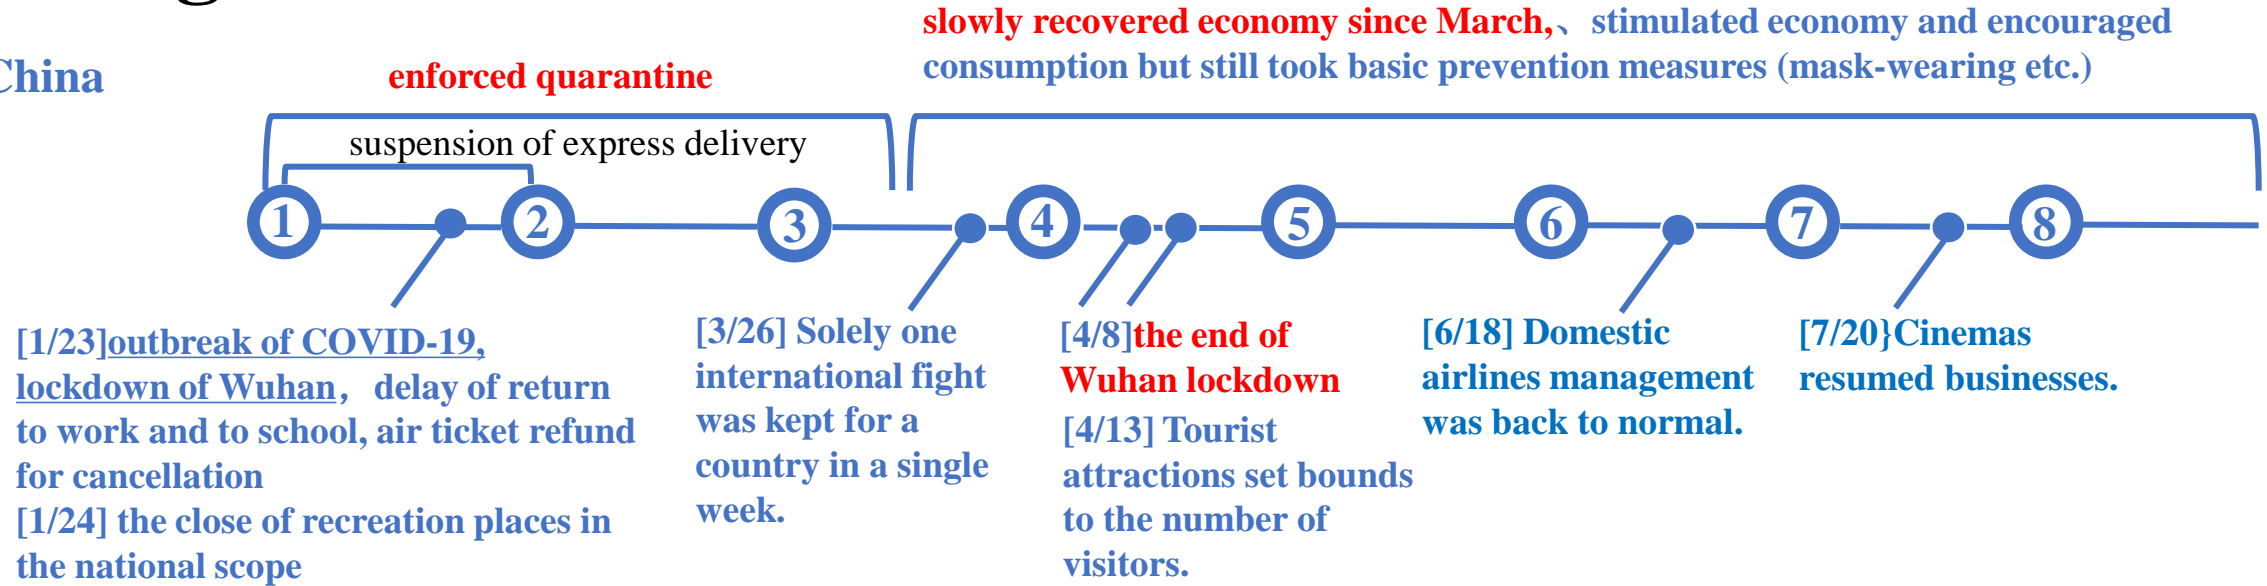 slowly recovered economy since March,、stimulated economy and encouraged
consumption but still took basic prevention measures (mask-wearing etc.)
China
enforced quarantine
suspension of express delivery
1 2 3 4 5 6 7 8
[1/23]outbreak of COVID-19,
lockdown of Wuhan，delay of return
to work and to school, air ticket refund
for cancellation
[1/24] the close of recreation places in
the national scope
[3/26] Solely one
international fight
was kept for a
country in a single
week.
[4/8]the end of
Wuhan lockdown
[4/13] Tourist
attractions set bounds
to the number of
visitors.
[6/18] Domestic
airlines management
was back to normal.
[7/20}Cinemas
resumed businesses.